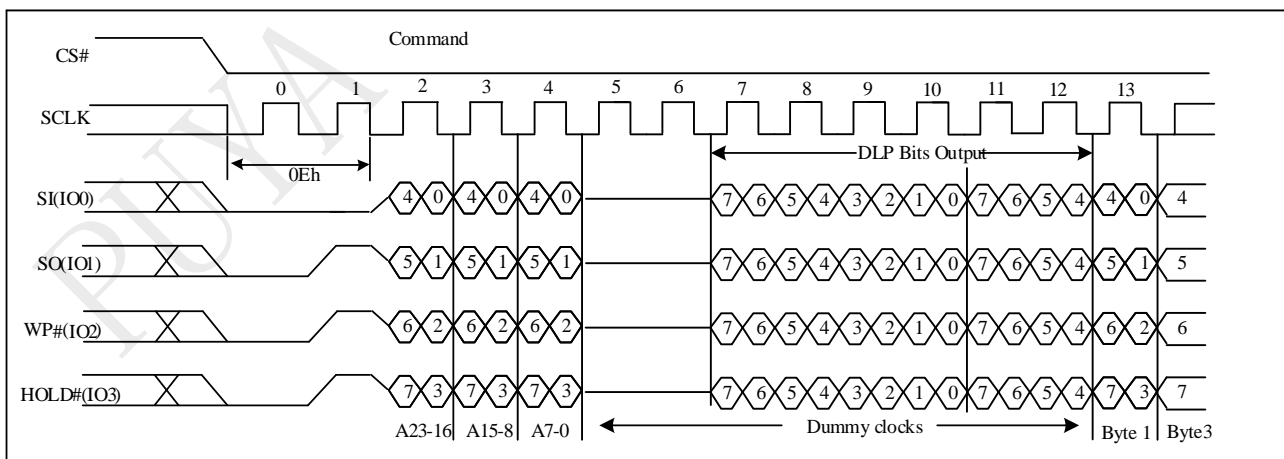 PUYA
Command
CS#
0 1 2 3 4 5 6 7 8 9 10 11 12 13
SCLK
0Eh
DLP Bits Output
SI(IO0) 4 0 4 0 4 0 7 6 5 4 3 2 1 0 7 6 5 4 4 0 4
SO(IO1) 5 1 5 1 5 1 7 6 5 4 3 2 1 0 7 6 5 4 5 1 5
WP#(IO2) 6 2 6 2 6 2 7 6 5 4 3 2 1 0 7 6 5 4 6 2 6
HOLD#(IO3) 7 3 7 3 7 3 7 6 5 4 3 2 1 0 7 6 5 4 7 3 7
A23-16 A15-8 A7-0 Dummy clocks Byte 1 Byte3